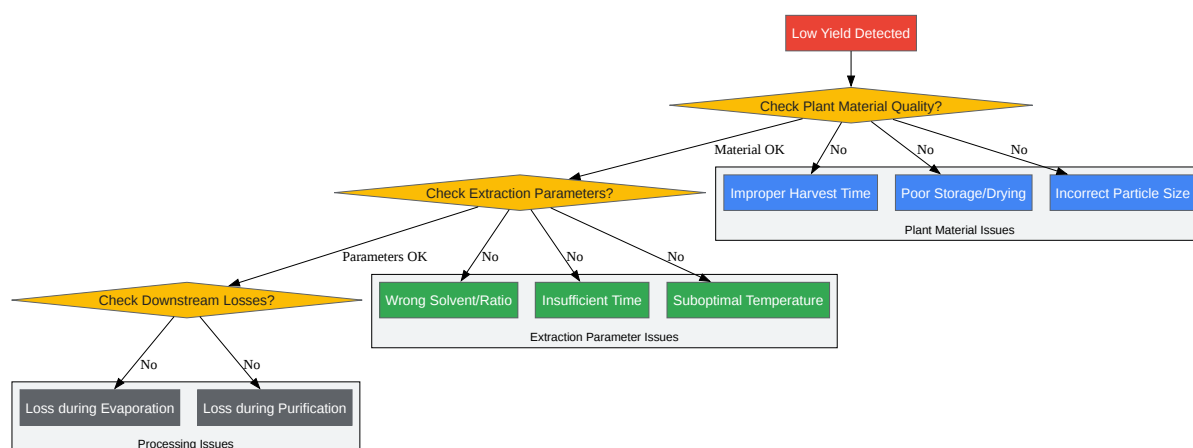 Low Yield Detected
Check Plant Material Quality?
Material OK
No
No
No
Improper Harvest Time
Poor Storage/Drying
Incorrect Particle Size
Plant Material Issues
Check Extraction Parameters?
Parameters OK
No
No
No
Wrong Solvent/Ratio
Insufficient Time
Suboptimal Temperature
Extraction Parameter Issues
Check Downstream Losses?
No
No
Loss during Evaporation
Loss during Purification
Processing Issues